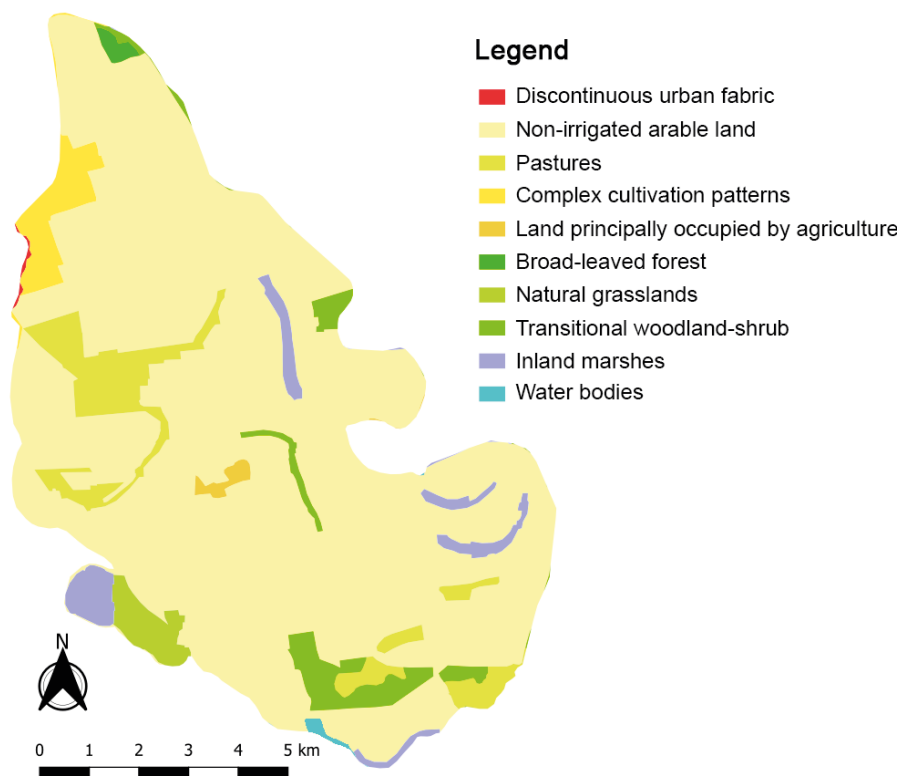 Legend
Discontinuous urban fabric
Non-irrigated arable land
Pastures
Complex cultivation patterns
Land principally occupied by agriculture
Broad-leaved forest
Natural grasslands
Transitional woodland-shrub
Inland marshes
Water bodies
N
0 1 2 3 4 5 km